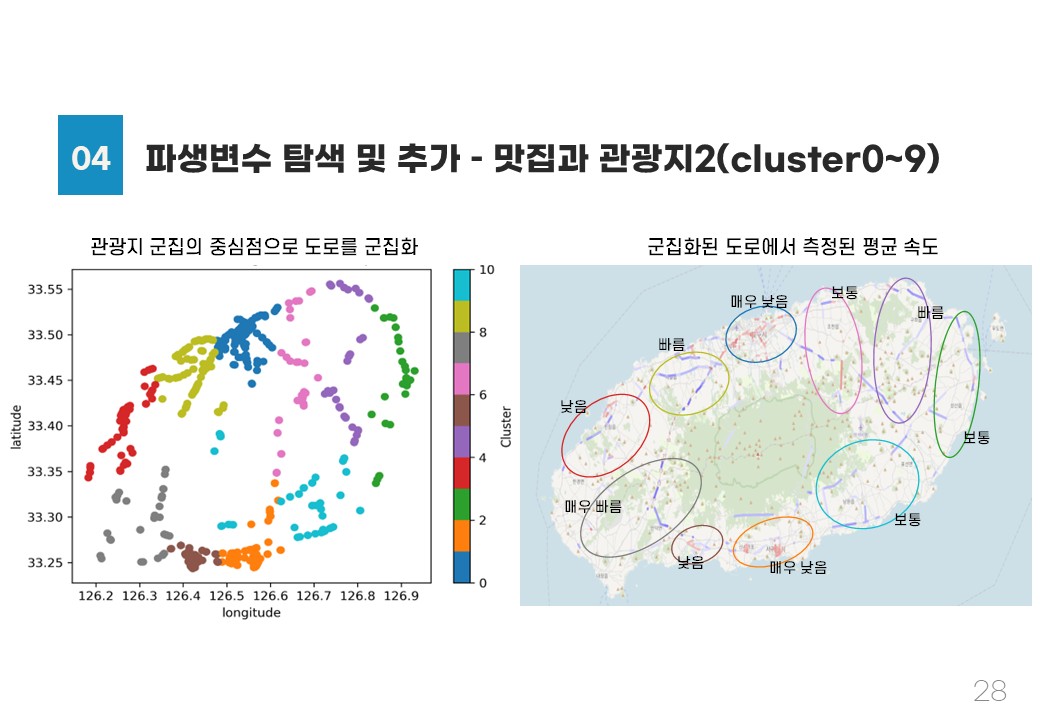 04
파생변수 탐색 및 추가 - 맛집과 관광지2(cluster0~9)
관광지 군집의 중심점으로 도로를 군집화
33.55
33.50
33.45
33.40
33.35
33.30
33.25
latitude
126.2 126.3 126.4 126.5 126.6 126.7 126.8 126.9
longitude
10
8
6
4
2
0
Cluster
군집화된 도로에서 측정된 평균 속도
매우 낮음
보통
빠름
빠름
낮음
보통
매우 빠름
보통
낮음
매우 낮음
28